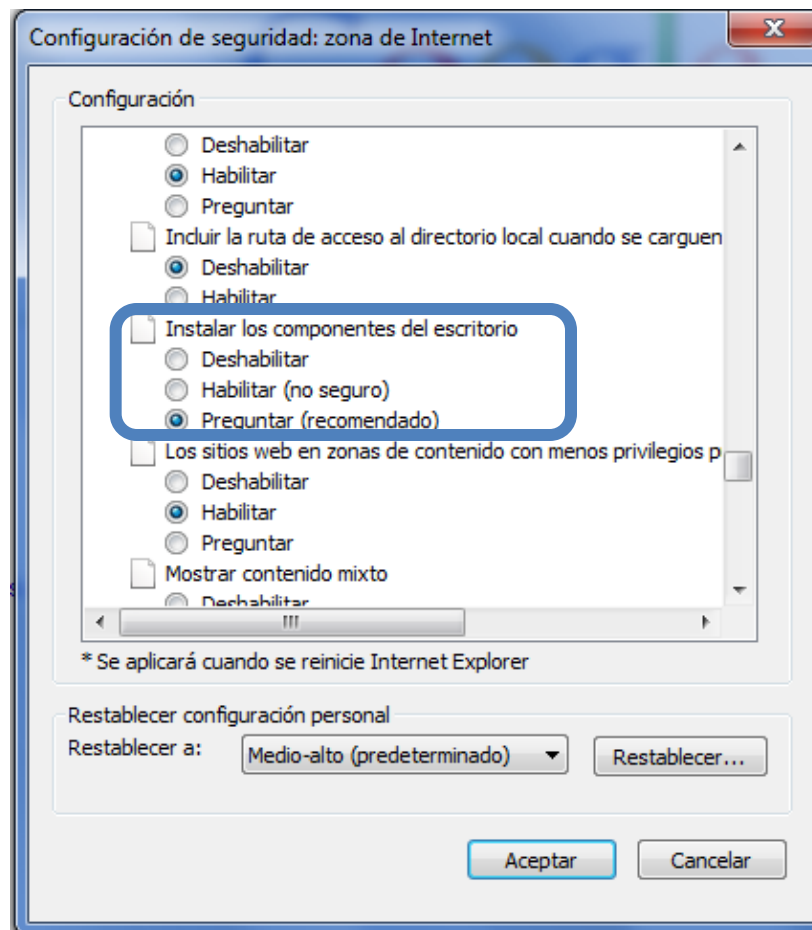 Configuración de seguridad: zona de Internet
Configuración
Deshabilitar
Habilitar
Preguntar
Incluir la ruta de acceso al directorio local cuando se carguen
Deshabilitar
Habilitar
Instalar los componentes del escritorio
Deshabilitar
Habilitar (no seguro)
Preguntar (recomendado)
Los sitios web en zonas de contenido con menos privilegios p
Deshabilitar
Habilitar
Preguntar
Mostrar contenido mixto
Deshabilitar
* Se aplicará cuando se reinicie Internet Explorer
Restablecer configuración personal
Restablecer a: Medio-alto (predeterminado) Restablecer...
Aceptar Cancelar